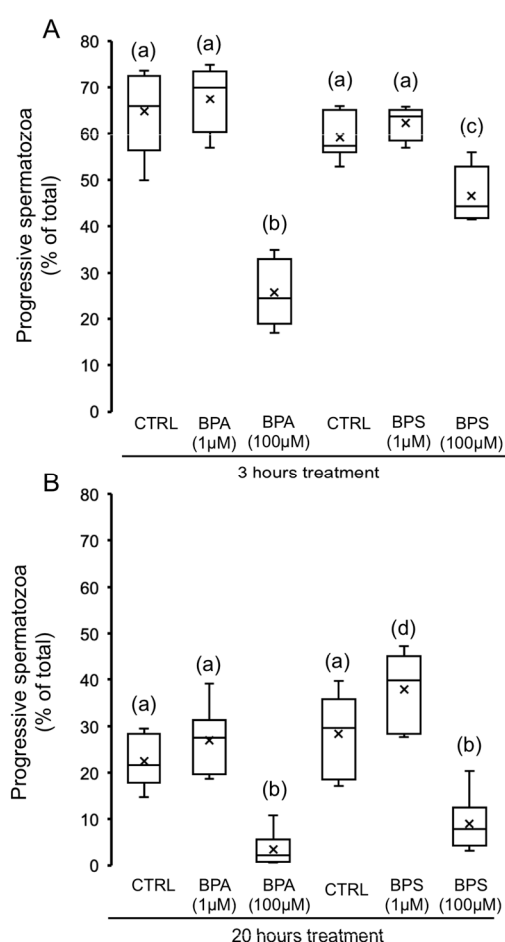 A
Progressive spermatozoa
(% of total)
80
70
60
50
40
30
20
10
0
(a)
(a)
(b)
(a)
(a)
(c)
CTRL BPA BPA CTRL BPS BPS
(1µM) (100µM) (1µM) (100µM)
3 hours treatment
B
Progressive spermatozoa
(% of total)
80
70
60
50
40
30
20
10
0
(a)
(a)
(b)
(a)
(d)
(b)
CTRL BPA BPA CTRL BPS BPS
(1µM) (100µM) (1µM) (100µM)
20 hours treatment